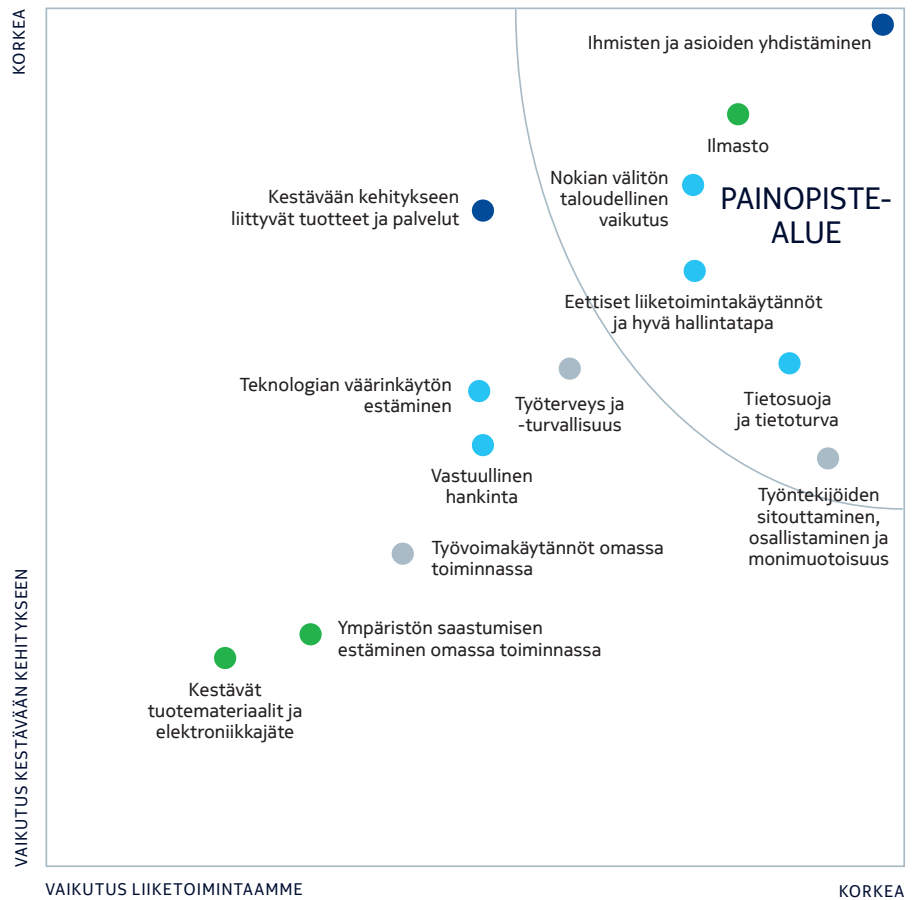 KORKEA
Ihmisten ja asioiden yhdistäminen
Ilmasto
Nokian välitön
taloudellinen
vaikutus
PAINOPISTE-
ALUE
Kestävään kehitykseen
liittyvät tuotteet ja palvelut
Eettiset liiketoimintakäytännöt
ja hyvä hallintatapa
Teknologian väärinkäytön
estäminen
Työterveys ja
-turvallisuus
Tietosuoja
ja tietoturva
Vastuullinen
hankinta
Työntekijöiden
sitouttaminen,
osallistaminen ja
monimuotoisuus
Työvoimakäytännöt omassa
toiminnassa
Ympäristön saastumisen
estäminen omassa toiminnassa
Kestävät
tuotemateriaalit ja
elektroniikkajäte
VAIKUTUS KESTÄVÄÄN KEHITYKSEEN
VAIKUTUS LIIKETOIMINTAAMME
KORKEA